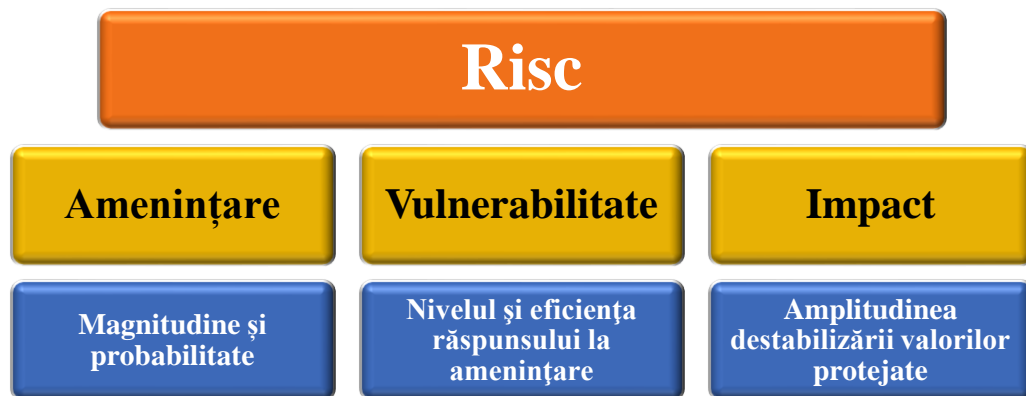 Risc
Amenințare
Vulnerabilitate
Impact
Magnitudine și
probabilitate
Nivelul şi eficienţa
răspunsului la
ameninţare
Amplitudinea
destabilizării valorilor
protejate